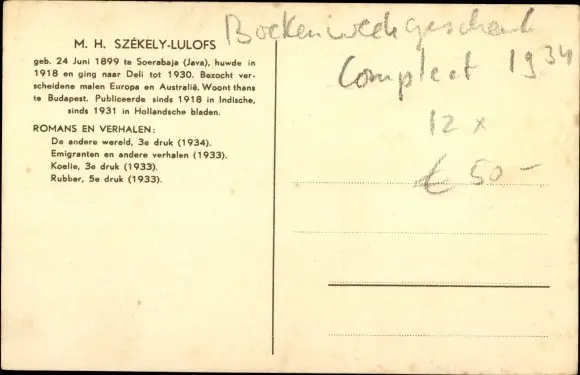 M. H. SZÉKELY-LULOFS
geb. 24 Juni 1899 te Soerabaja (Java), huwde in
1918 en ging naar Deli tot 1930. Bezocht ver-
scheidene malen Europa en Australië. Woont thans
te Budapest. Publiceerde sinds 1918 in Indische,
sinds 1931 in Hollandsche bladen.
ROMANS EN VERHALEN:
De andere wereld, 3e druk (1934).
Emigranten en andere verhalen (1933).
Koelie, 3e druk (1933).
Rubber, 5e druk (1933).
Boekenweekgeschenk
Compleet 1934
12 x
€ 50-